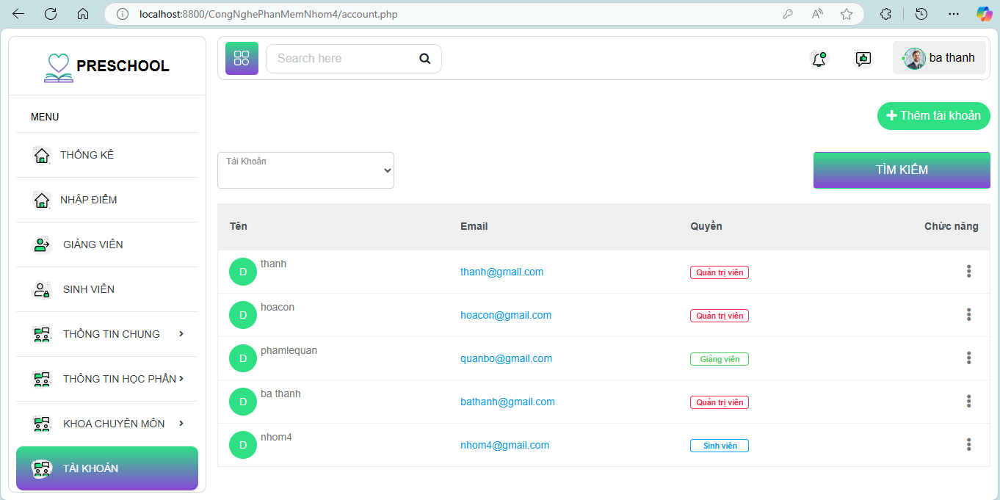 localhost:8800/CongNghePhanMemNhom4/account.php
PRESCHOOL
Search here
ba thanh
MENU
THỐNG KÊ
NHẬP ĐIỂM
GIẢNG VIÊN
SINH VIÊN
THÔNG TIN CHUNG
THÔNG TIN HỌC PHẦN
KHOA CHUYÊN MÔN
TÀI KHOẢN
+ Thêm tài khoản
Tài Khoản
TÌM KIẾM
Tên Email Quyền Chức năng
D thanh thanh@gmail.com Quản trị viên
D hoacon hoacon@gmail.com Quản trị viên
D phamlequan quanbo@gmail.com Giảng viên
D ba thanh bathanh@gmail.com Quản trị viên
D nhom4 nhom4@gmail.com Sinh viên